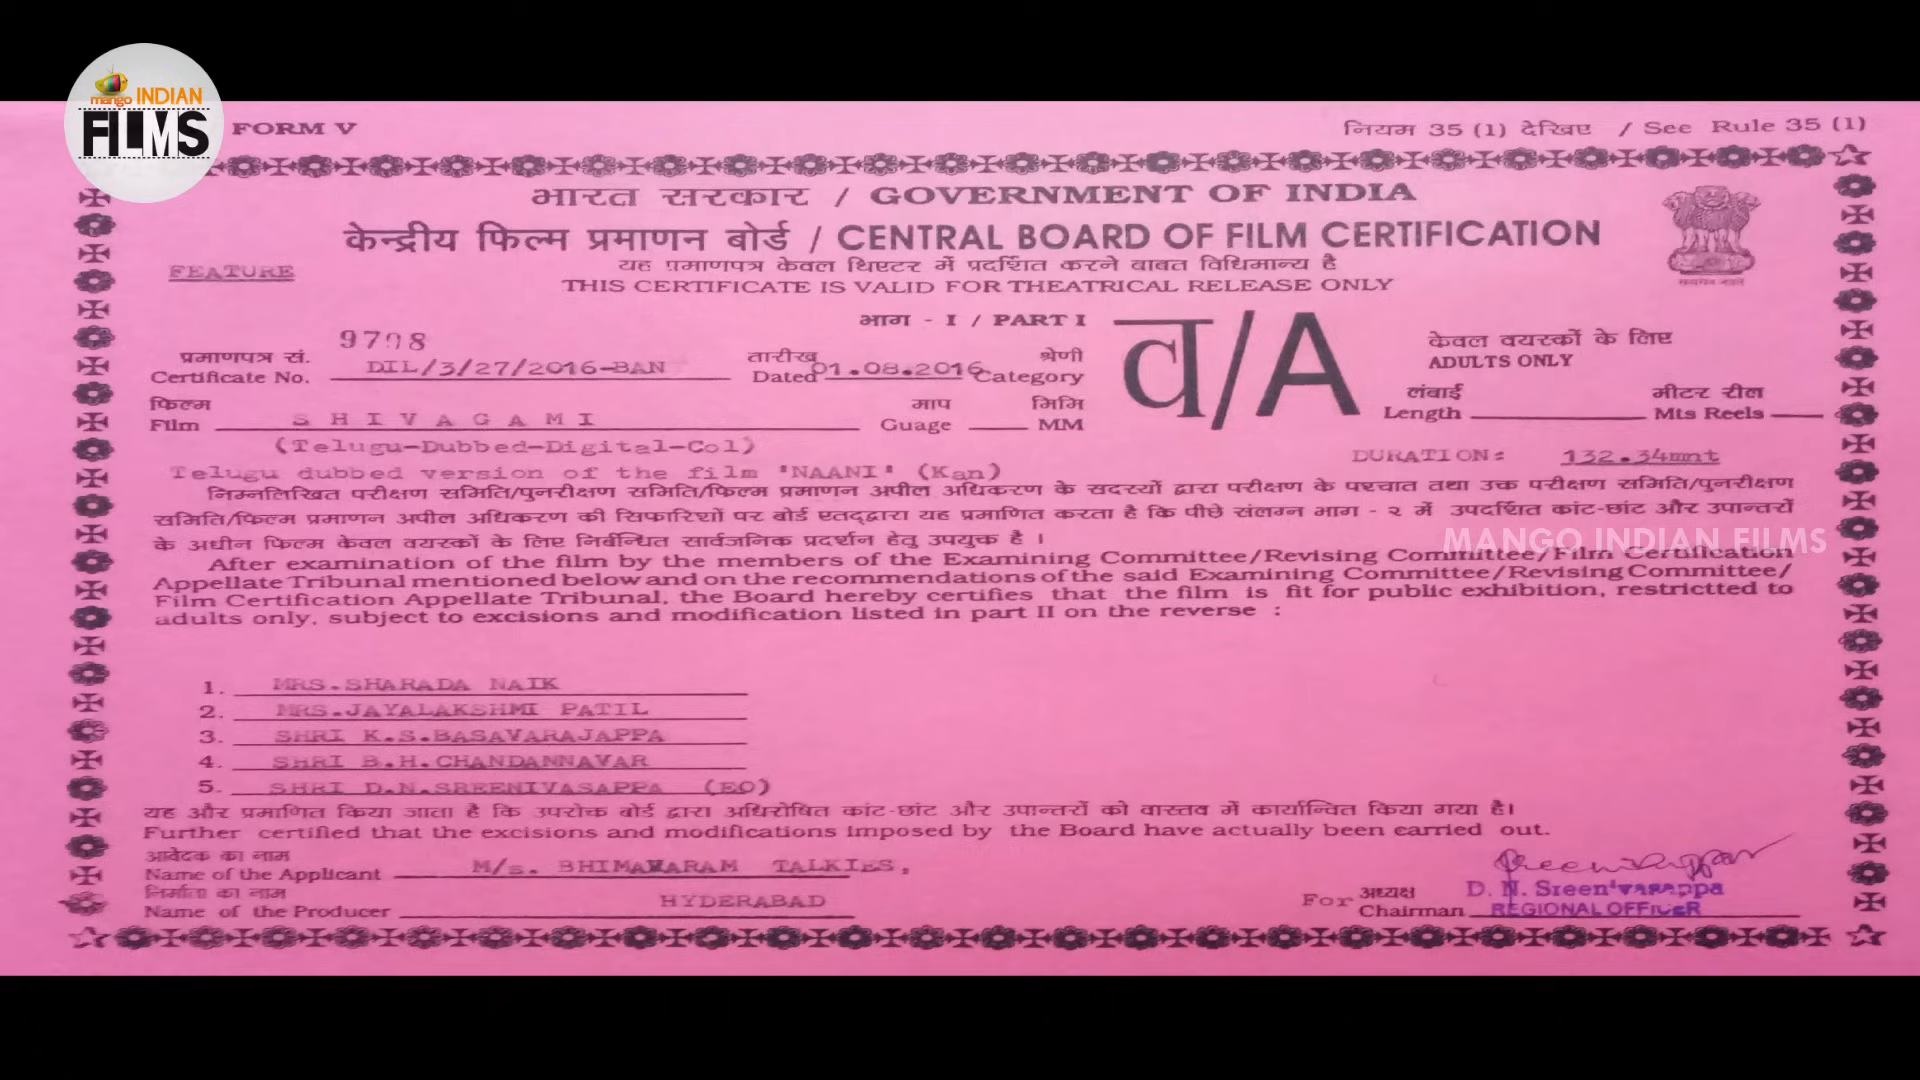 mango INDIAN
FILMS
FORM V
नियम 35 (1) देखिए / See Rule 35 (1)
भारत सरकार / GOVERNMENT OF INDIA
केन्द्रीय फिल्म प्रमाणन बोर्ड / CENTRAL BOARD OF FILM CERTIFICATION
FEATURE
यह प्रमाणपत्र केवल थिएटर में प्रदर्शित करने बाबत विधिमान्य है
THIS CERTIFICATE IS VALID FOR THEATRICAL RELEASE ONLY
भाग - I / PART I
व/A
केवल वयस्कों के लिए
ADULTS ONLY
9708
प्रमाणपत्र सं.
Certificate No. DIL/3/27/2016-BAN
तारीख
Dated 01.08.2016
श्रेणी
Category
लंबाई
Length
मीटर रील
Mts Reels
फिल्म
Film SHIVAGAMI
माप
Guage
मिमि
MM
(Telugu-Dubbed-Digital-Col)
DURATION: 132.34mnt
Telugu dubbed version of the film 'NAANI' (Kan)
निम्नलिखित परीक्षण समिति/पुनरीक्षण समिति/फिल्म प्रमाणन अपील अधिकरण के सदस्यों द्वारा परीक्षण के पश्चात तथा उक्त परीक्षण समिति/पुनरीक्षण
समिति/फिल्म प्रमाणन अपील अधिकरण की सिफारिशों पर बोर्ड एतद्द्वारा यह प्रमाणित करता है कि पीछे संलग्न भाग - २ में उपदर्शित कांट-छांट और उपान्तरों
के अधीन फिल्म केवल वयस्कों के लिए निर्बन्धित सार्वजनिक प्रदर्शन हेतु उपयुक्त है ।
MANGO INDIAN FILMS
After examination of the film by the members of the Examining Committee/Revising Committee/Film Certification
Appellate Tribunal mentioned below and on the recommendations of the said Examining Committee/Revising Committee/
Film Certification Appellate Tribunal, the Board hereby certifies that the film is fit for public exhibition, restrictted to
adults only, subject to excisions and modification listed in part II on the reverse :
1. MRS.SHARADA NAIK
2. MRS.JAYALAKSHMI PATIL
3. SHRI K.S.BASAVARAJAPPA
4. SHRI B.H.CHANDANNAVAR
5. SHRI D.N.SREENIVASAPPA (EO)
यह और प्रमाणित किया जाता है कि उपरोक्त बोर्ड द्वारा अधिरोपित कांट-छांट और उपान्तरों को वास्तव में कार्यान्वित किया गया है।
Further certified that the excisions and modifications imposed by the Board have actually been carried out.
आवेदक का नाम
Name of the Applicant M/s. BHIMAVARAM TALKIES,
निर्माता का नाम
Name of the Producer HYDERABAD
For अध्यक्ष
Chairman
D. N. Sreenivasappa
REGIONAL OFFICER